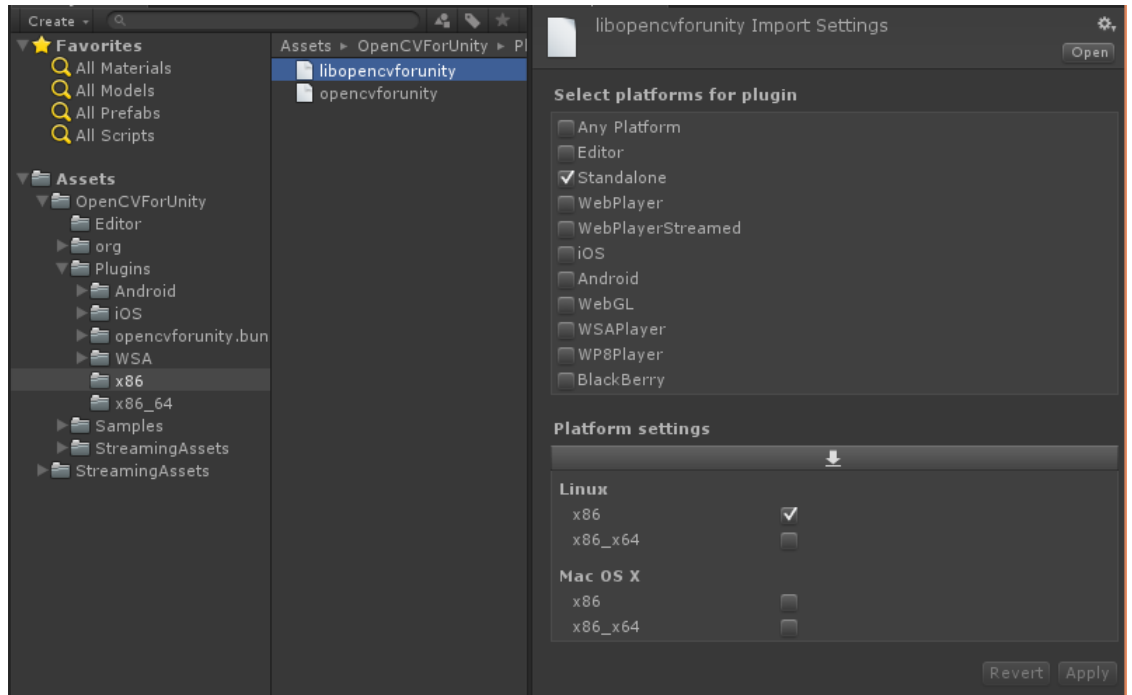 Create
Favorites
All Materials
All Models
All Prefabs
All Scripts
Assets
OpenCVForUnity
Editor
org
Plugins
Android
iOS
opencvforunity.bun
WSA
x86
x86_64
Samples
StreamingAssets
StreamingAssets
Assets ▸ OpenCVForUnity ▸ Pl
libopencvforunity
opencvforunity
libopencvforunity Import Settings
Open
Select platforms for plugin
Any Platform
Editor
Standalone
WebPlayer
WebPlayerStreamed
iOS
Android
WebGL
WSAPlayer
WP8Player
BlackBerry
Platform settings
Linux
x86
x86_x64
Mac OS X
x86
x86_x64
Revert Apply